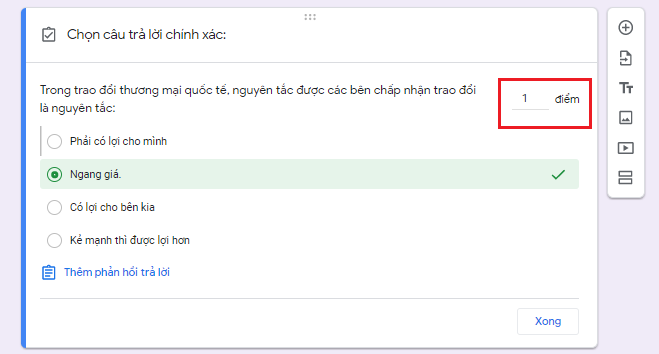 Chọn câu trả lời chính xác:
Trong trao đổi thương mại quốc tế, nguyên tắc được các bên chấp nhận trao đổi
là nguyên tắc:
1 điểm
Phải có lợi cho mình
Ngang giá.
Có lợi cho bên kia
Kẻ mạnh thì được lợi hơn
Thêm phản hồi trả lời
Xong
Tт